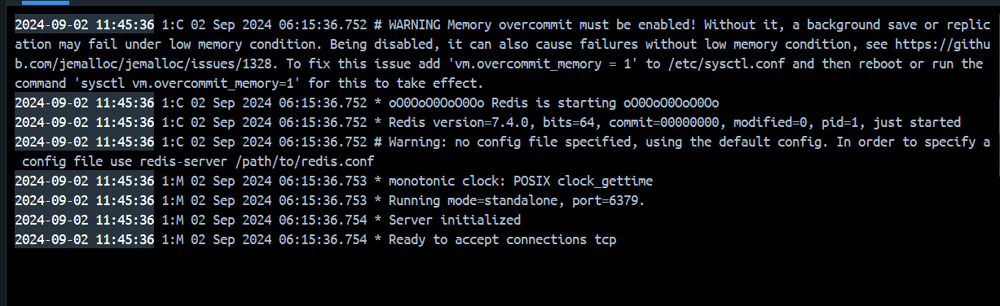 2024-09-02 11:45:36 1:C 02 Sep 2024 06:15:36.752 # WARNING Memory overcommit must be enabled! Without it, a background save or replic
ation may fail under low memory condition. Being disabled, it can also cause failures without low memory condition, see https://githu
b.com/jemalloc/jemalloc/issues/1328. To fix this issue add 'vm.overcommit_memory = 1' to /etc/sysctl.conf and then reboot or run the
command 'sysctl vm.overcommit_memory=1' for this to take effect.
2024-09-02 11:45:36 1:C 02 Sep 2024 06:15:36.752 * oO0OoO0OoO0Oo Redis is starting oO0OoO0OoO0Oo
2024-09-02 11:45:36 1:C 02 Sep 2024 06:15:36.752 * Redis version=7.4.0, bits=64, commit=00000000, modified=0, pid=1, just started
2024-09-02 11:45:36 1:C 02 Sep 2024 06:15:36.752 # Warning: no config file specified, using the default config. In order to specify a
config file use redis-server /path/to/redis.conf
2024-09-02 11:45:36 1:M 02 Sep 2024 06:15:36.753 * monotonic clock: POSIX clock_gettime
2024-09-02 11:45:36 1:M 02 Sep 2024 06:15:36.753 * Running mode=standalone, port=6379.
2024-09-02 11:45:36 1:M 02 Sep 2024 06:15:36.754 * Server initialized
2024-09-02 11:45:36 1:M 02 Sep 2024 06:15:36.754 * Ready to accept connections tcp